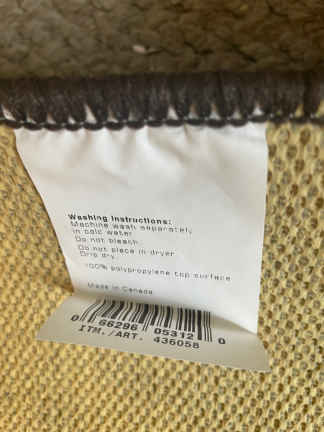 Washing Instructions:
Machine wash separately
in cold water.
Do not bleach.
Do not place in dryer.
Drip dry.
100% polypropylene top surface
Made in Canada
0 66296 05312 0
ITM./ART. 436058